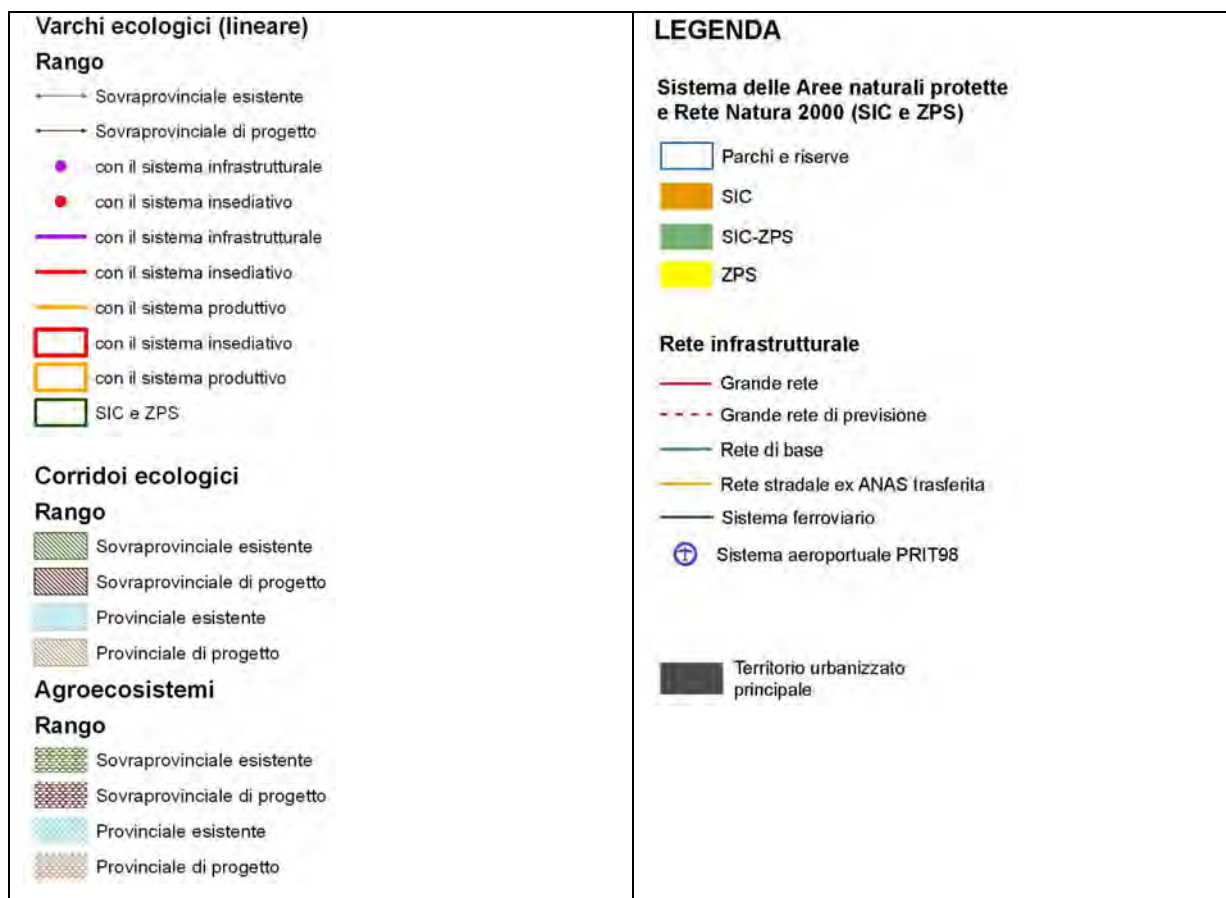 Varchi ecologici (lineare)
Rango
Sovraprovinciale esistente
Sovraprovinciale di progetto
con il sistema infrastrutturale
con il sistema insediativo
con il sistema infrastrutturale
con il sistema insediativo
con il sistema produttivo
con il sistema insediativo
con il sistema produttivo
SIC e ZPS
Corridoi ecologici
Rango
Sovraprovinciale esistente
Sovraprovinciale di progetto
Provinciale esistente
Provinciale di progetto
Agroecosistemi
Rango
Sovraprovinciale esistente
Sovraprovinciale di progetto
Provinciale esistente
Provinciale di progetto
LEGENDA
Sistema delle Aree naturali protette
e Rete Natura 2000 (SIC e ZPS)
Parchi e riserve
SIC
SIC-ZPS
ZPS
Rete infrastrutturale
Grande rete
Grande rete di previsione
Rete di base
Rete stradale ex ANAS trasferita
Sistema ferroviario
Sistema aeroportuale PRIT98
Territorio urbanizzato
principale